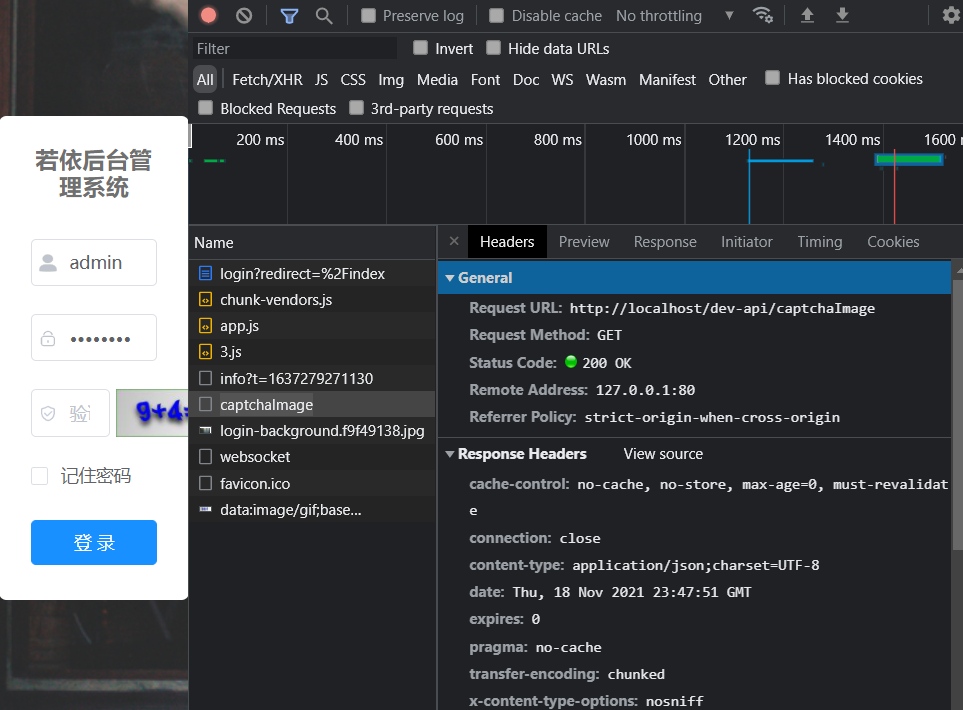 Preserve log
Disable cache
No throttling
Filter
Invert
Hide data URLs
All
Fetch/XHR
JS
CSS
Img
Media
Font
Doc
WS
Wasm
Manifest
Other
Has blocked cookies
Blocked Requests
3rd-party requests
200 ms
400 ms
600 ms
800 ms
1000 ms
1200 ms
1400 ms
1600
若依后台管
理系统
admin
••••••••
验
9+4=
记住密码
登 录
Name
login?redirect=%2Findex
chunk-vendors.js
app.js
3.js
info?t=1637279271130
captchaImage
login-background.f9f49138.jpg
websocket
favicon.ico
data:image/gif;base...
Headers
Preview
Response
Initiator
Timing
Cookies
General
Request URL: http://localhost/dev-api/captchaImage
Request Method: GET
Status Code: 200 OK
Remote Address: 127.0.0.1:80
Referrer Policy: strict-origin-when-cross-origin
Response Headers
View source
cache-control: no-cache, no-store, max-age=0, must-revalidat
e
connection: close
content-type: application/json;charset=UTF-8
date: Thu, 18 Nov 2021 23:47:51 GMT
expires: 0
pragma: no-cache
transfer-encoding: chunked
x-content-type-options: nosniff